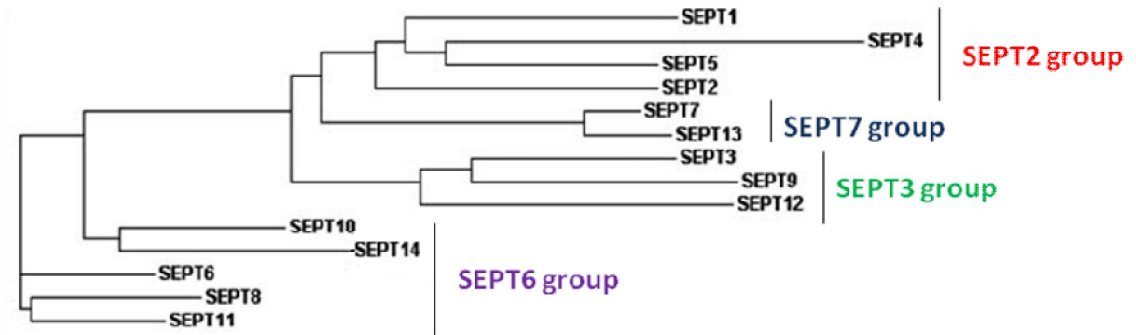 SEPT1
SEPT4
SEPT5
SEPT2
SEPT2 group
SEPT7
SEPT13
SEPT7 group
SEPT3
SEPT9
SEPT12
SEPT3 group
SEPT10
SEPT14
SEPT6
SEPT8
SEPT11
SEPT6 group